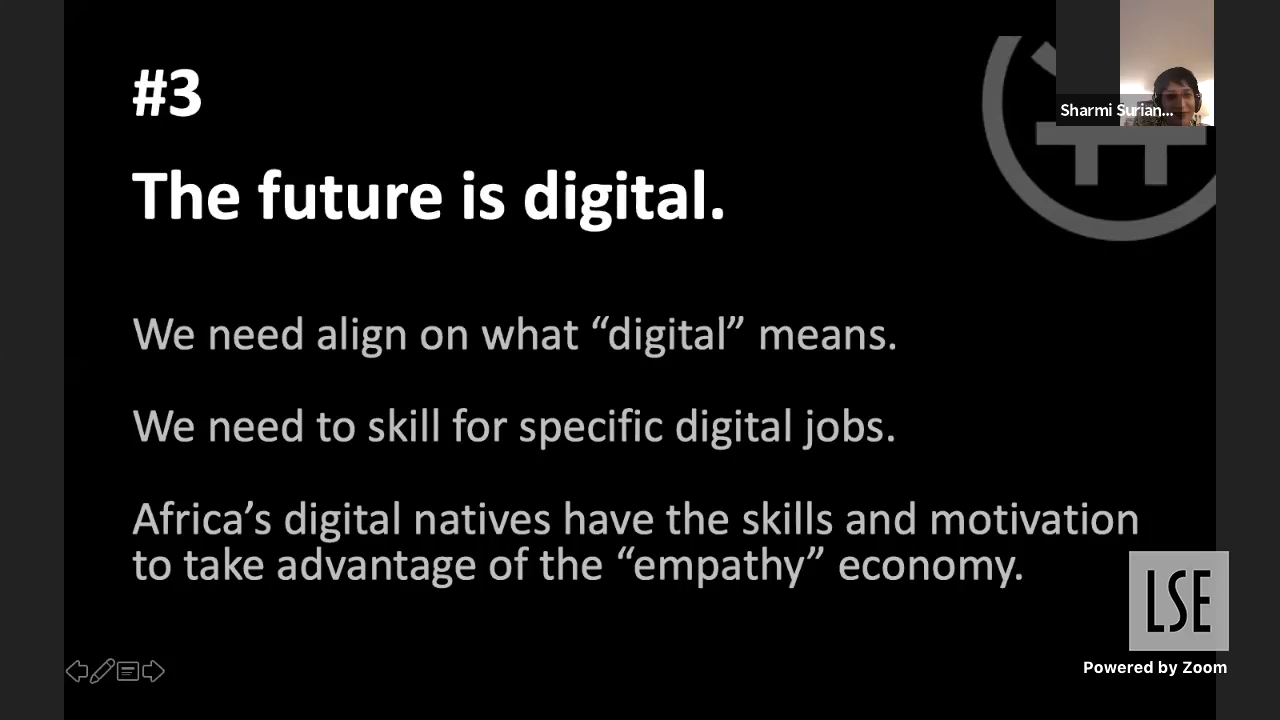 #3
Sharmi Surian...
The future is digital.
We need align on what “digital” means.
We need to skill for specific digital jobs.
Africa’s digital natives have the skills and motivation
to take advantage of the “empathy” economy.
LSE
Powered by Zoom